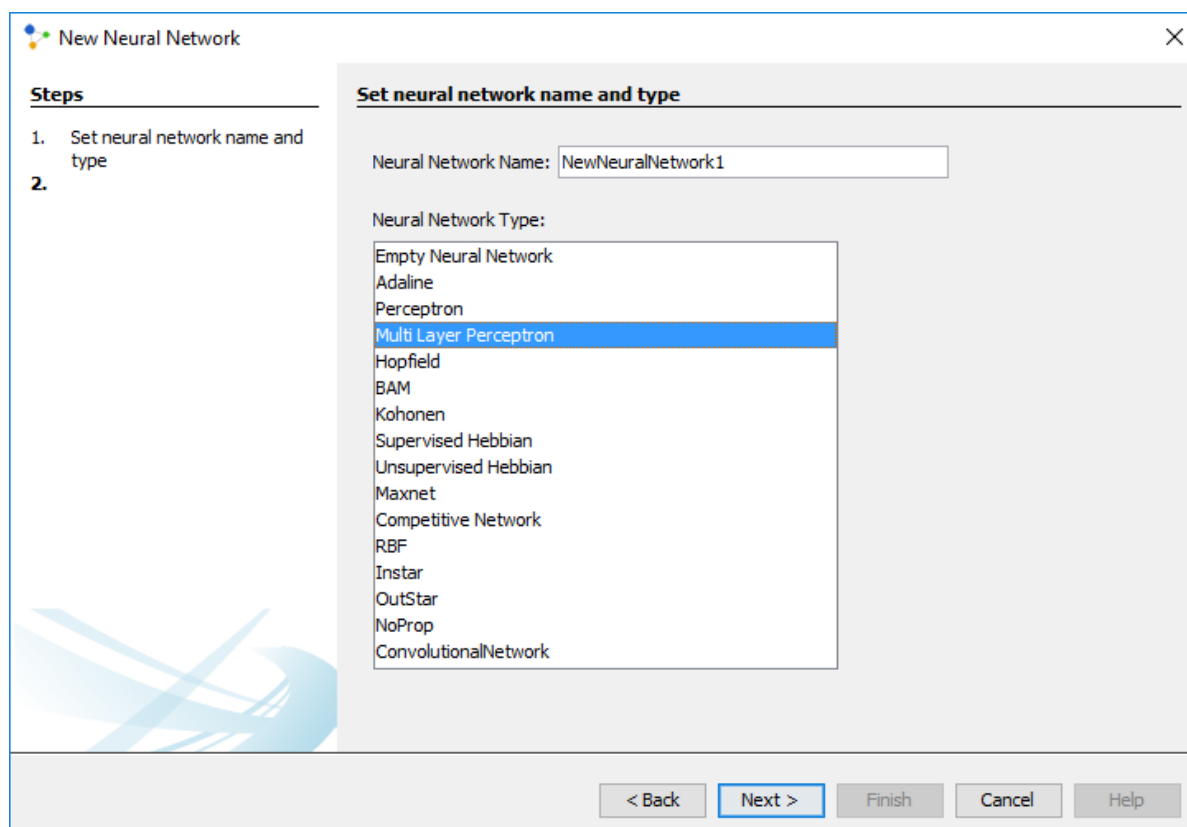 New Neural Network
Steps
1. Set neural network name and
type
2.
Set neural network name and type
Neural Network Name: NewNeuralNetwork1
Neural Network Type:
Empty Neural Network
Adaline
Perceptron
Multi Layer Perceptron
Hopfield
BAM
Kohonen
Supervised Hebbian
Unsupervised Hebbian
Maxnet
Competitive Network
RBF
Instar
OutStar
NoProp
ConvolutionalNetwork
< Back Next > Finish Cancel Help